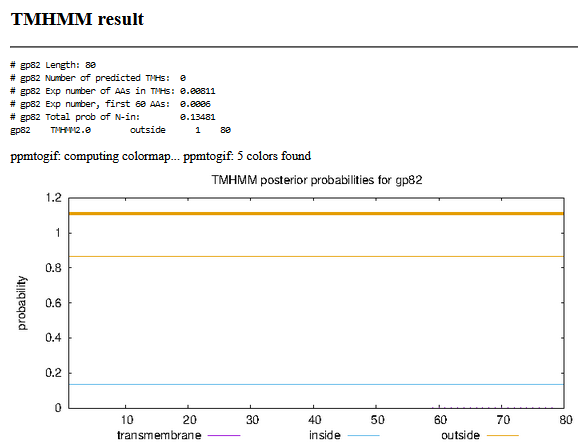 TMHMM result
# gp82 Length: 80
# gp82 Number of predicted TMHs: 0
# gp82 Exp number of AAs in TMHs: 0.00811
# gp82 Exp number, first 60 AAs: 0.0006
# gp82 Total prob of N-in: 0.13481
gp82 TMHMM2.0 outside 1 80
ppmtogif: computing colormap... ppmtogif: 5 colors found
TMHMM posterior probabilities for gp82
1.2
1
0.8
0.6
0.4
0.2
0
probability
10 20 30 40 50 60 70 80
transmembrane inside outside